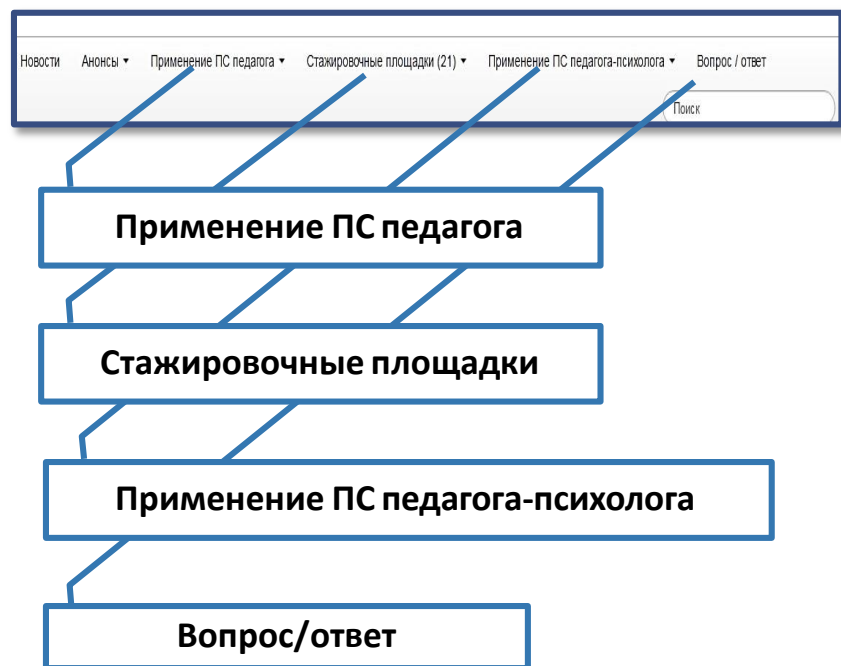 Новости Анонсы Применение ПС педагога Стажировочные площадки (21) Применение ПС педагога-психолога Вопрос / ответ
Поиск
Применение ПС педагога
Стажировочные площадки
Применение ПС педагога-психолога
Вопрос/ответ